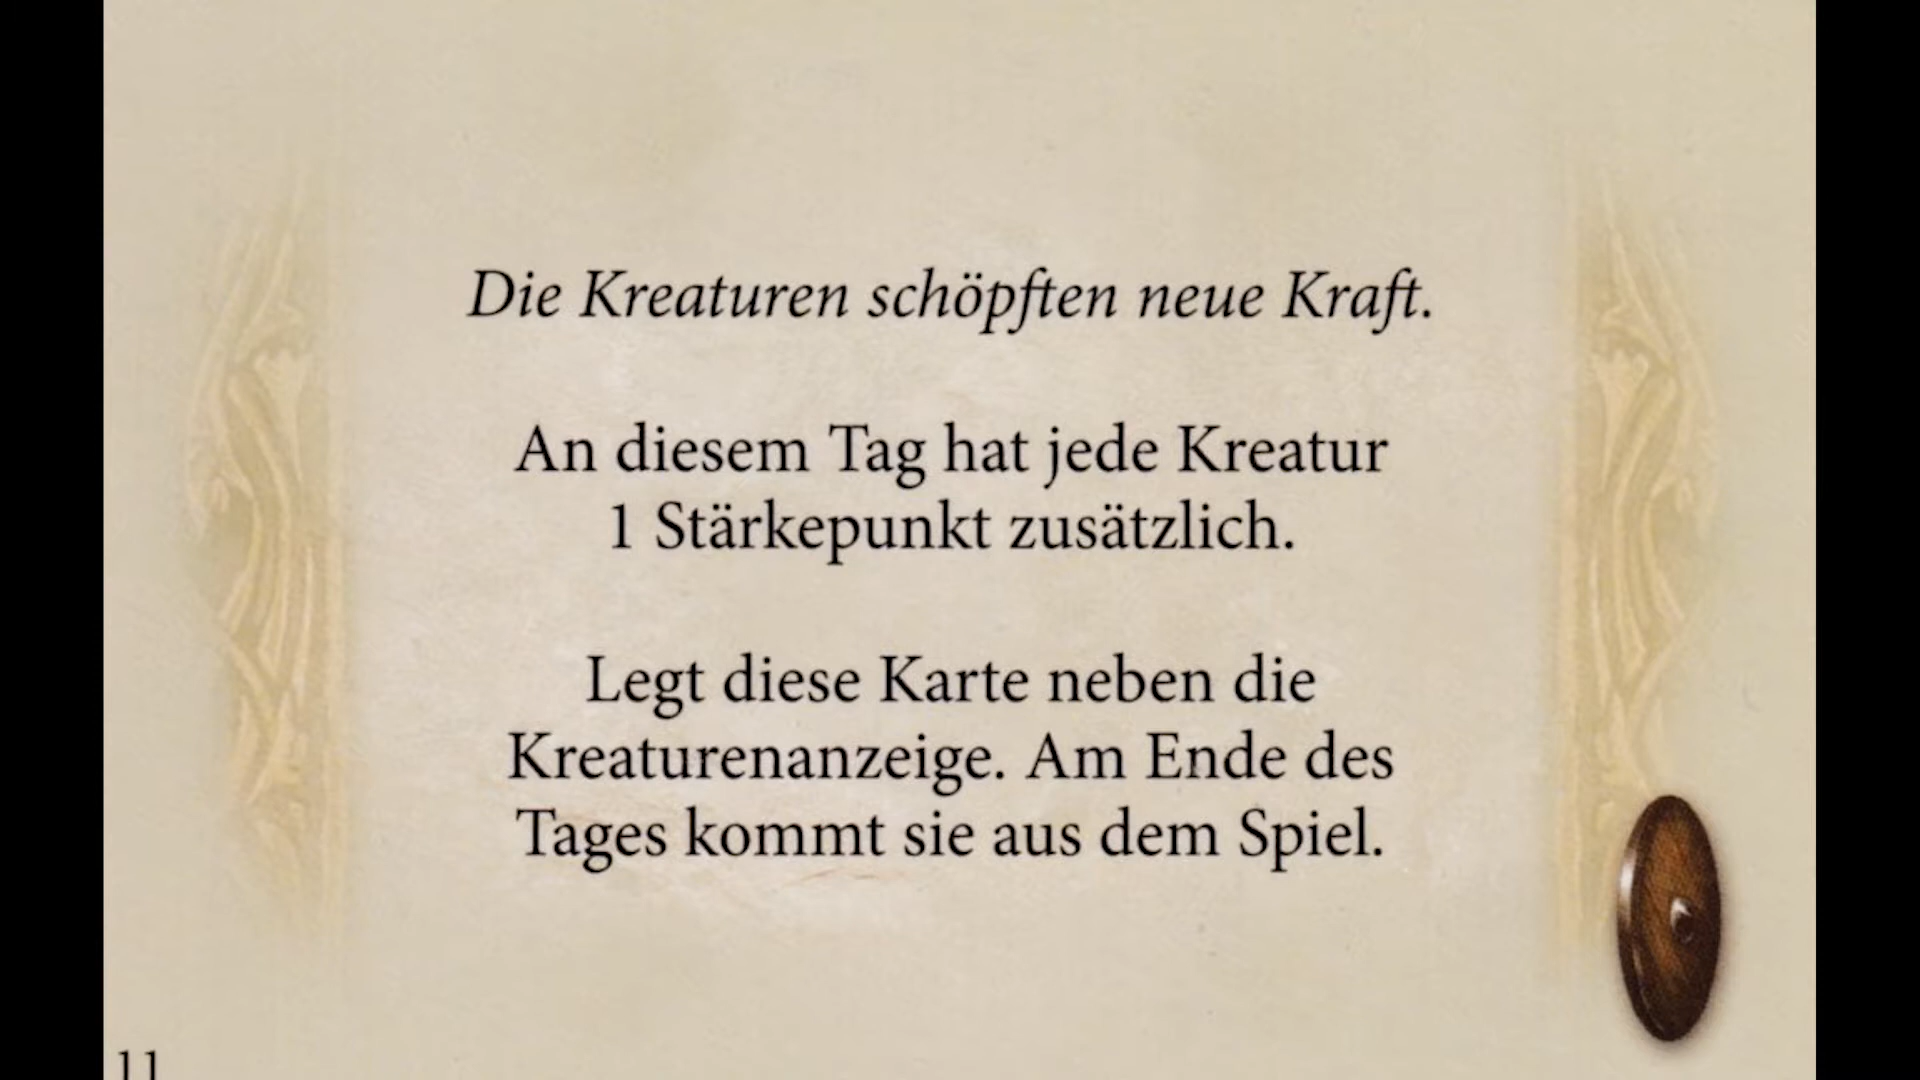 Die Kreaturen schöpften neue Kraft.
An diesem Tag hat jede Kreatur
1 Stärkepunkt zusätzlich.
Legt diese Karte neben die
Kreaturenanzeige. Am Ende des
Tages kommt sie aus dem Spiel.
11